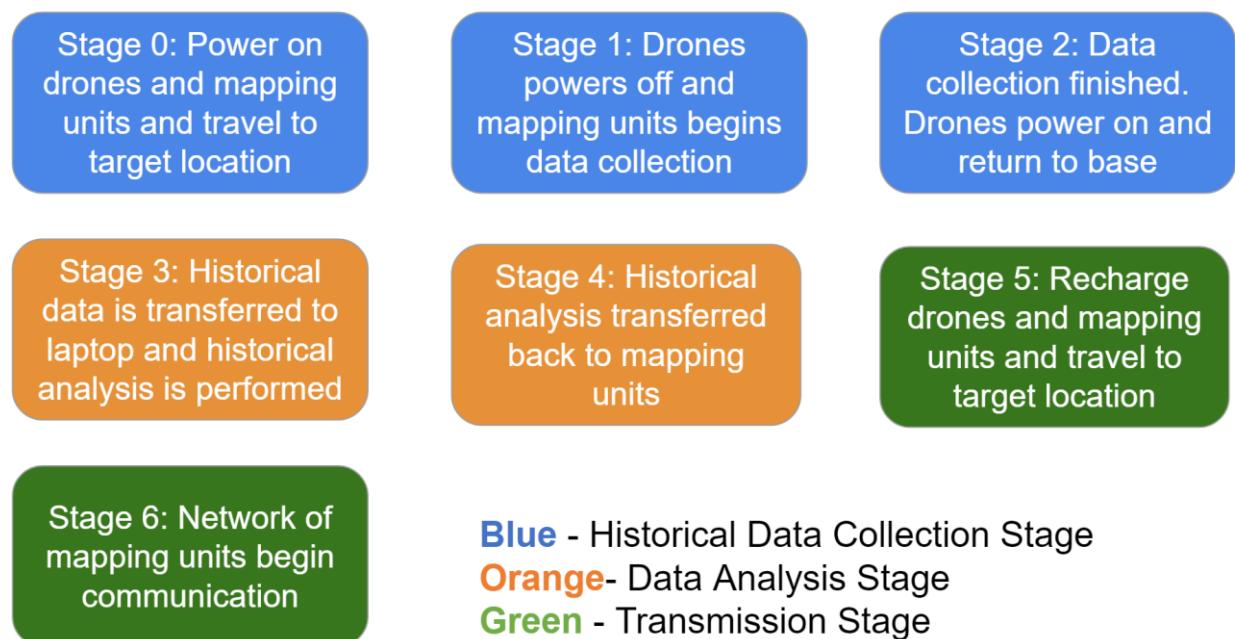 Stage 0: Power on
drones and mapping
units and travel to
target location
Stage 1: Drones
powers off and
mapping units begins
data collection
Stage 2: Data
collection finished.
Drones power on and
return to base
Stage 3: Historical
data is transferred to
laptop and historical
analysis is performed
Stage 4: Historical
analysis transferred
back to mapping
units
Stage 5: Recharge
drones and mapping
units and travel to
target location
Stage 6: Network of
mapping units begin
communication
Blue - Historical Data Collection Stage
Orange- Data Analysis Stage
Green - Transmission Stage